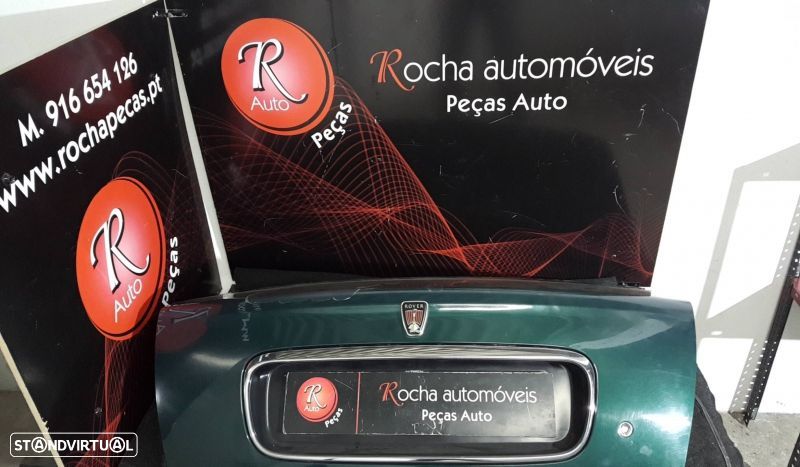 M. 916 654 126
www.rochapecas.pt
R
Auto
Peças
R
Auto
Peças
Rocha automóveis
Peças Auto
ROVER
R
Auto
Peças
Rocha automóveis
Peças Auto
STANDVIRTUAL